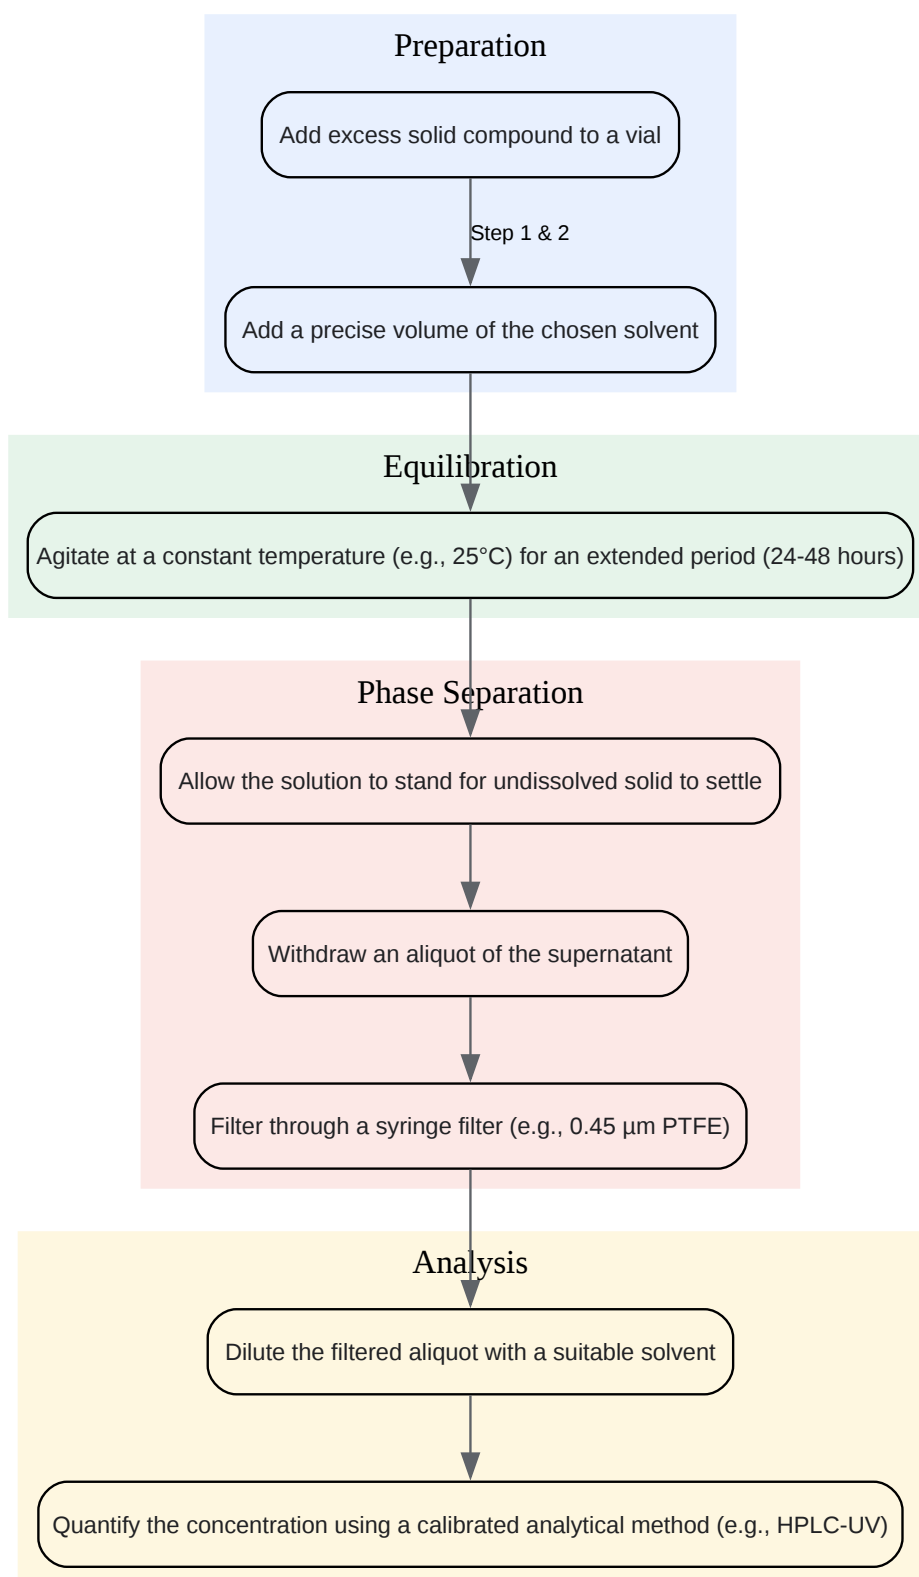 Preparation
Add excess solid compound to a vial
Step 1 & 2
Add a precise volume of the chosen solvent
Equilibration
Agitate at a constant temperature (e.g., 25°C) for an extended period (24-48 hours)
Phase Separation
Allow the solution to stand for undissolved solid to settle
Withdraw an aliquot of the supernatant
Filter through a syringe filter (e.g., 0.45 µm PTFE)
Analysis
Dilute the filtered aliquot with a suitable solvent
Quantify the concentration using a calibrated analytical method (e.g., HPLC-UV)